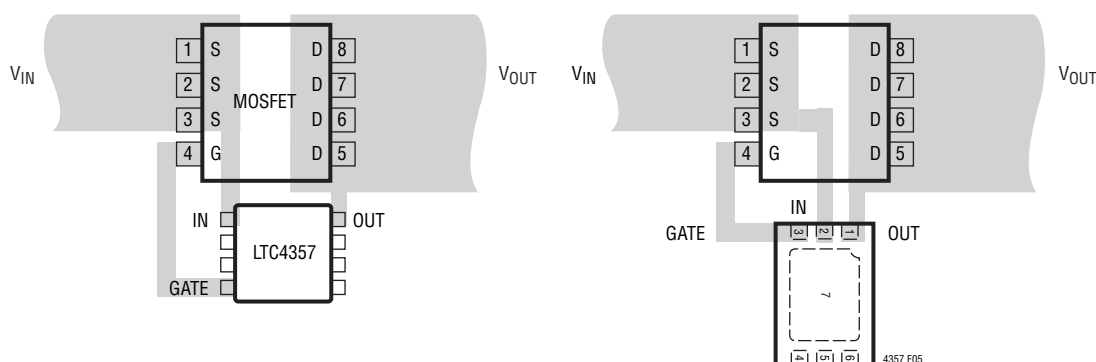 1 S D 8
V_IN 2 S D 7 V_OUT
MOSFET
3 S D 6
4 G D 5
IN OUT
LTC4357
GATE
1 S D 8
V_IN 2 S D 7 V_OUT
3 S D 6
4 G D 5
IN
GATE 3 2 1 OUT
7
4 5 6
4357 F05